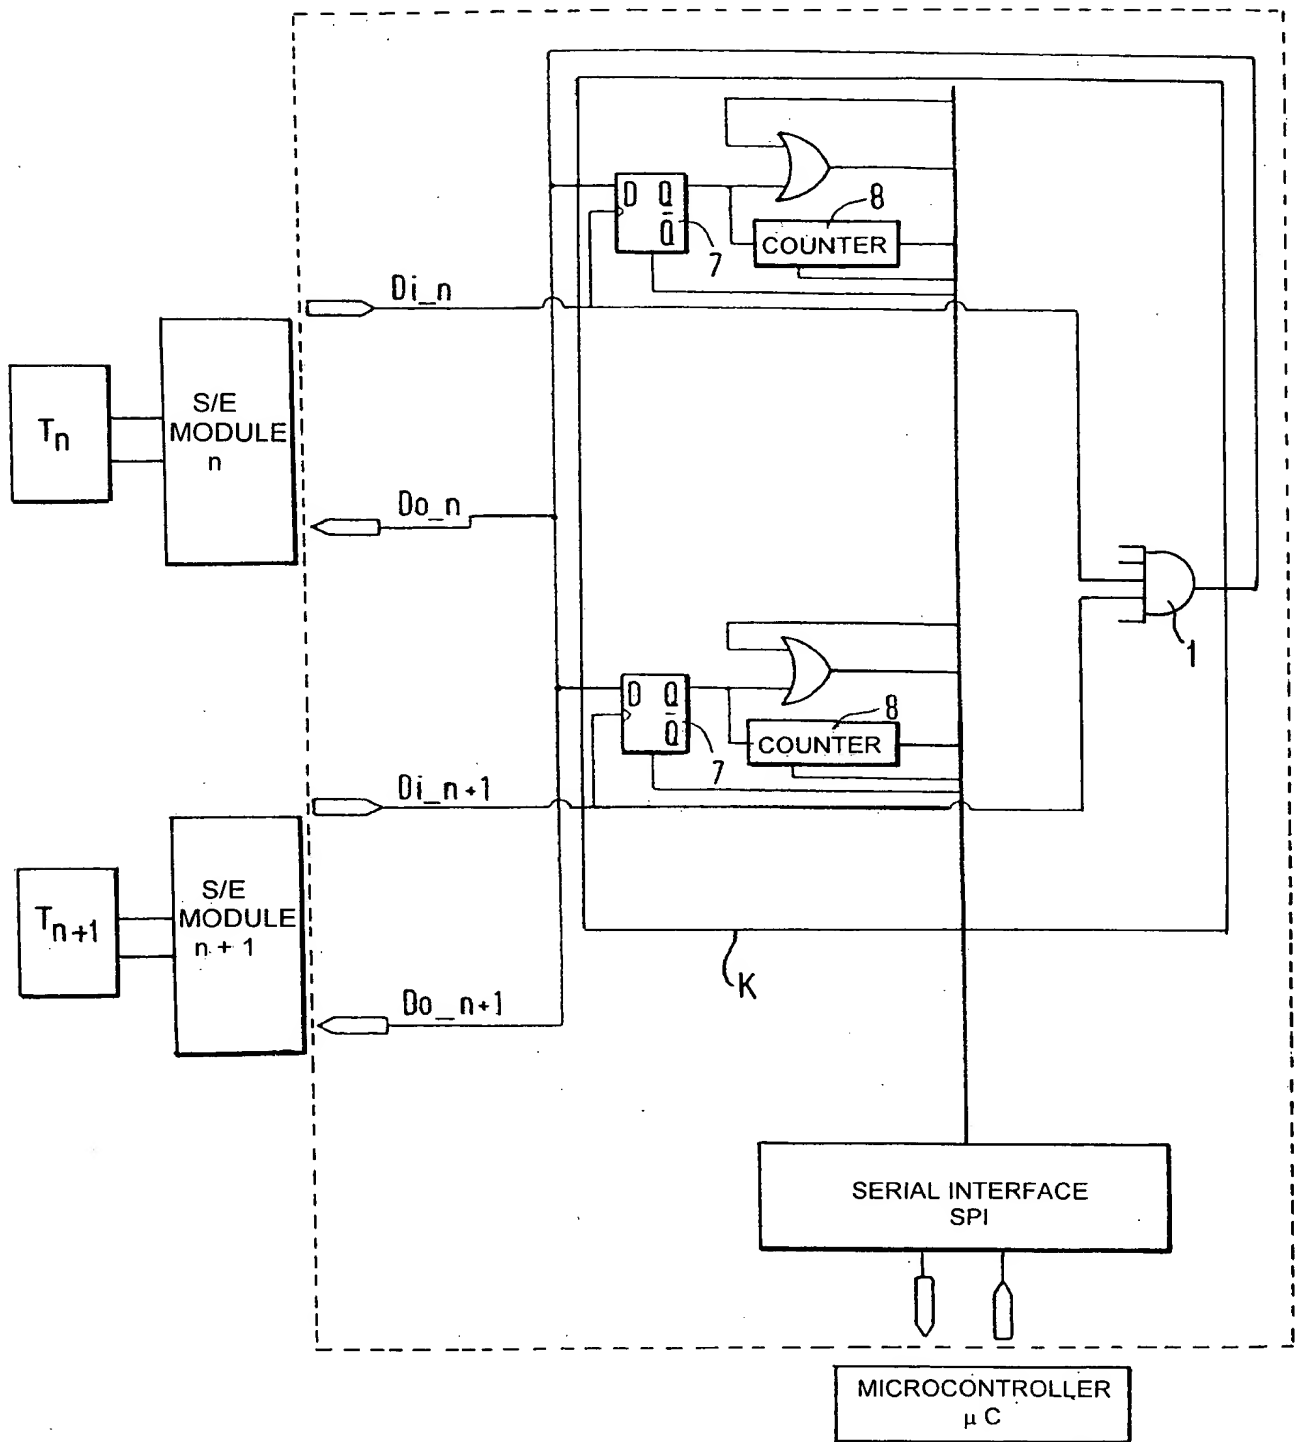 D Q
Q̅
7
8
COUNTER
Di_n
S/E
MODULE
n
Tn
Do_n
1
D Q
Q̅
7
8
COUNTER
Di_n+1
S/E
MODULE
n + 1
Tn+1
K
Do_n+1
SERIAL INTERFACE
SPI
MICROCONTROLLER
μ C